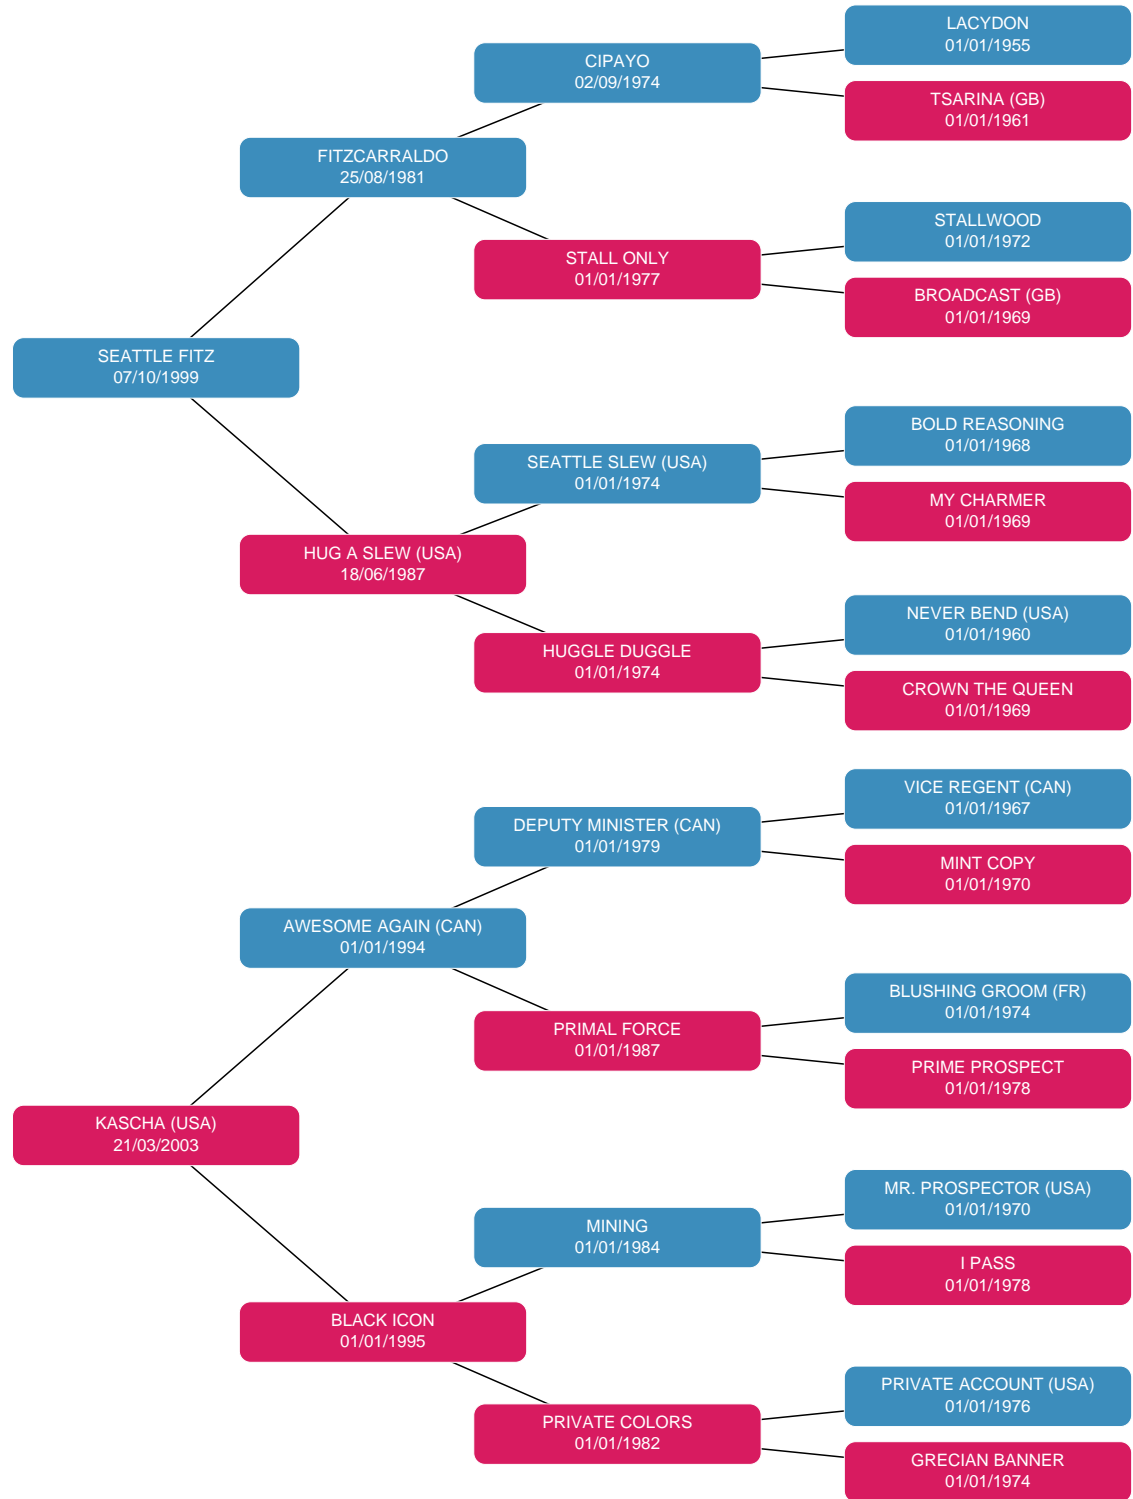 LACYDON
01/01/1955
CIPAYO
02/09/1974
TSARINA (GB)
01/01/1961
FITZCARRALDO
25/08/1981
STALLWOOD
01/01/1972
STALL ONLY
01/01/1977
BROADCAST (GB)
01/01/1969
SEATTLE FITZ
07/10/1999
BOLD REASONING
01/01/1968
SEATTLE SLEW (USA)
01/01/1974
MY CHARMER
01/01/1969
HUG A SLEW (USA)
18/06/1987
NEVER BEND (USA)
01/01/1960
HUGGLE DUGGLE
01/01/1974
CROWN THE QUEEN
01/01/1969
VICE REGENT (CAN)
01/01/1967
DEPUTY MINISTER (CAN)
01/01/1979
MINT COPY
01/01/1970
AWESOME AGAIN (CAN)
01/01/1994
BLUSHING GROOM (FR)
01/01/1974
PRIMAL FORCE
01/01/1987
PRIME PROSPECT
01/01/1978
KASCHA (USA)
21/03/2003
MR. PROSPECTOR (USA)
01/01/1970
MINING
01/01/1984
I PASS
01/01/1978
BLACK ICON
01/01/1995
PRIVATE ACCOUNT (USA)
01/01/1976
PRIVATE COLORS
01/01/1982
GRECIAN BANNER
01/01/1974